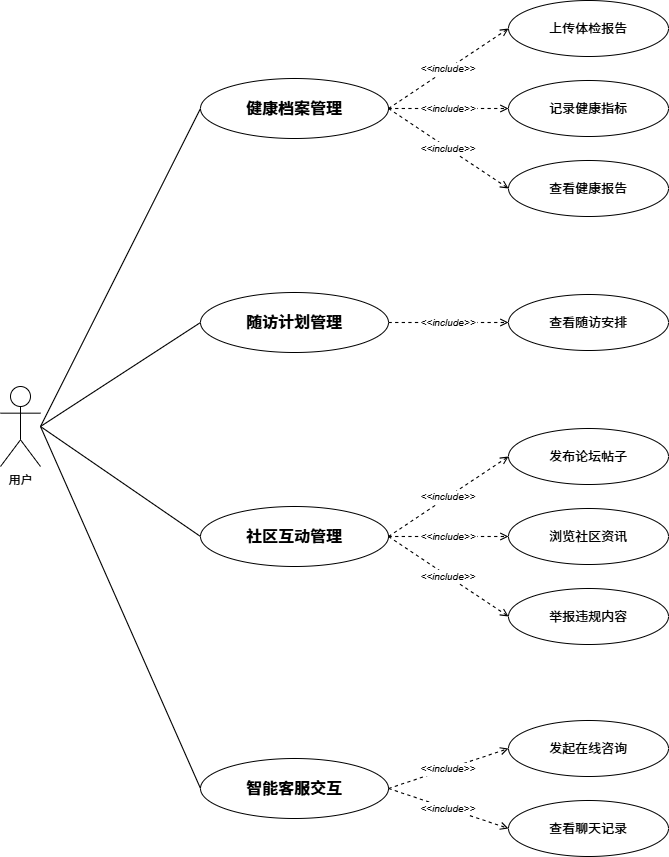 上传体检报告
<<include>>
健康档案管理
<<include>>
记录健康指标
<<include>>
查看健康报告
随访计划管理
<<include>>
查看随访安排
用户
发布论坛帖子
<<include>>
社区互动管理
<<include>>
浏览社区资讯
<<include>>
举报违规内容
发起在线咨询
<<include>>
智能客服交互
<<include>>
查看聊天记录